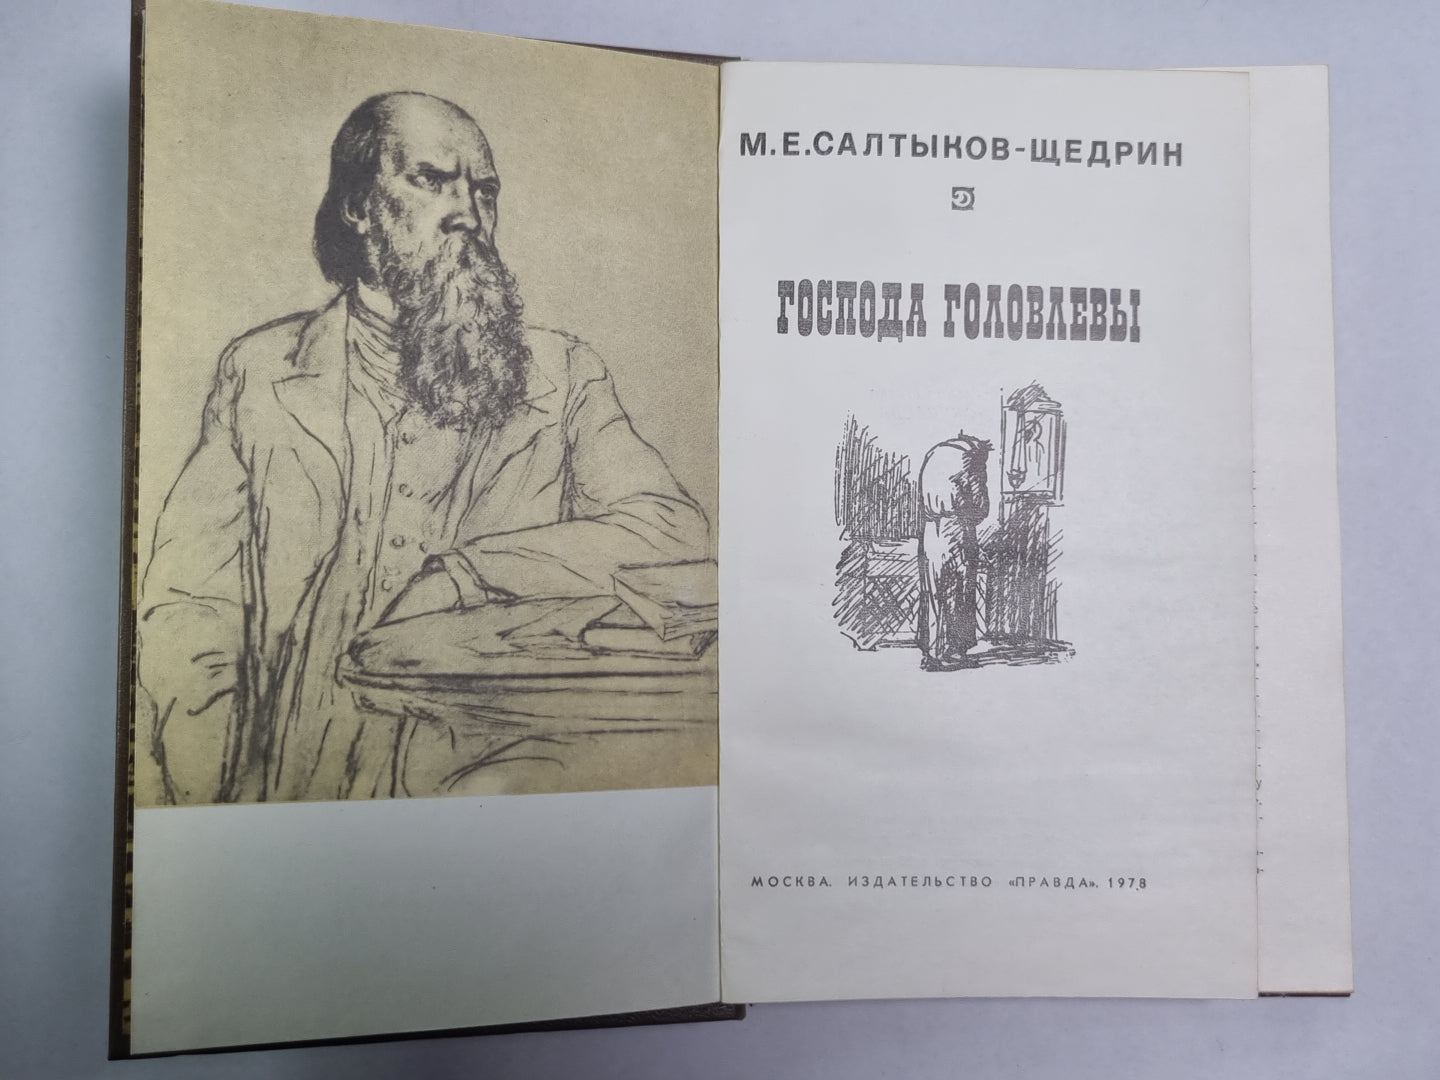 М.Е.САЛТЫКОВ-ЩЕДРИН
ГОСПОДА ГОЛОВЛЕВЫ
МОСКВА. ИЗДАТЕЛЬСТВО «ПРАВДА». 1978